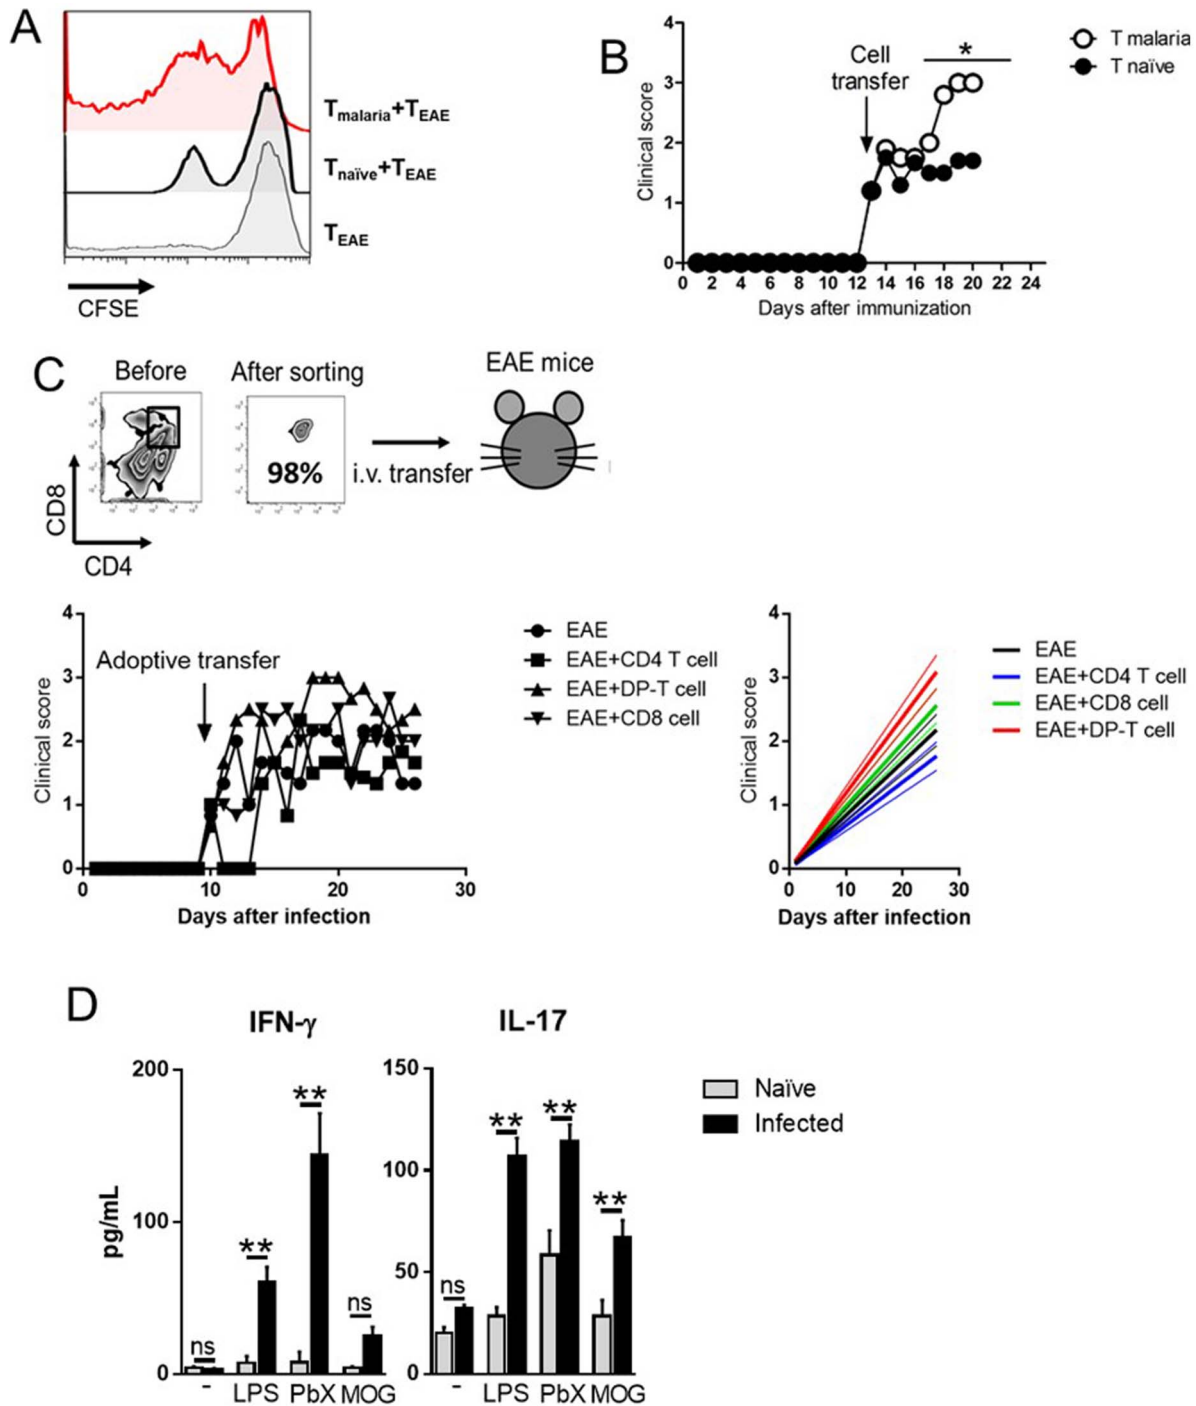 A
Tmalaria+TEAE
Tnaïve+TEAE
TEAE
CFSE
B
Cell
transfer
*
T malaria
T naïve
Clinical score
4
3
2
1
0
0 2 4 6 8 10 12 14 16 18 20 22 24
Days after immunization
C
Before
After sorting
EAE mice
98%
i.v. transfer
CD8
CD4
Adoptive transfer
Clinical score
4
3
2
1
0
0 10 20 30
Days after infection
EAE
EAE+CD4 T cell
EAE+DP-T cell
EAE+CD8 cell
Clinical score
4
3
2
1
0
0 10 20 30
Days after infection
EAE
EAE+CD4 T cell
EAE+CD8 cell
EAE+DP-T cell
D
IFN-γ
pg/mL
200
100
0
ns
**
**
ns
- LPS PbX MOG
IL-17
150
100
50
0
ns
**
**
**
- LPS PbX MOG
Naïve
Infected